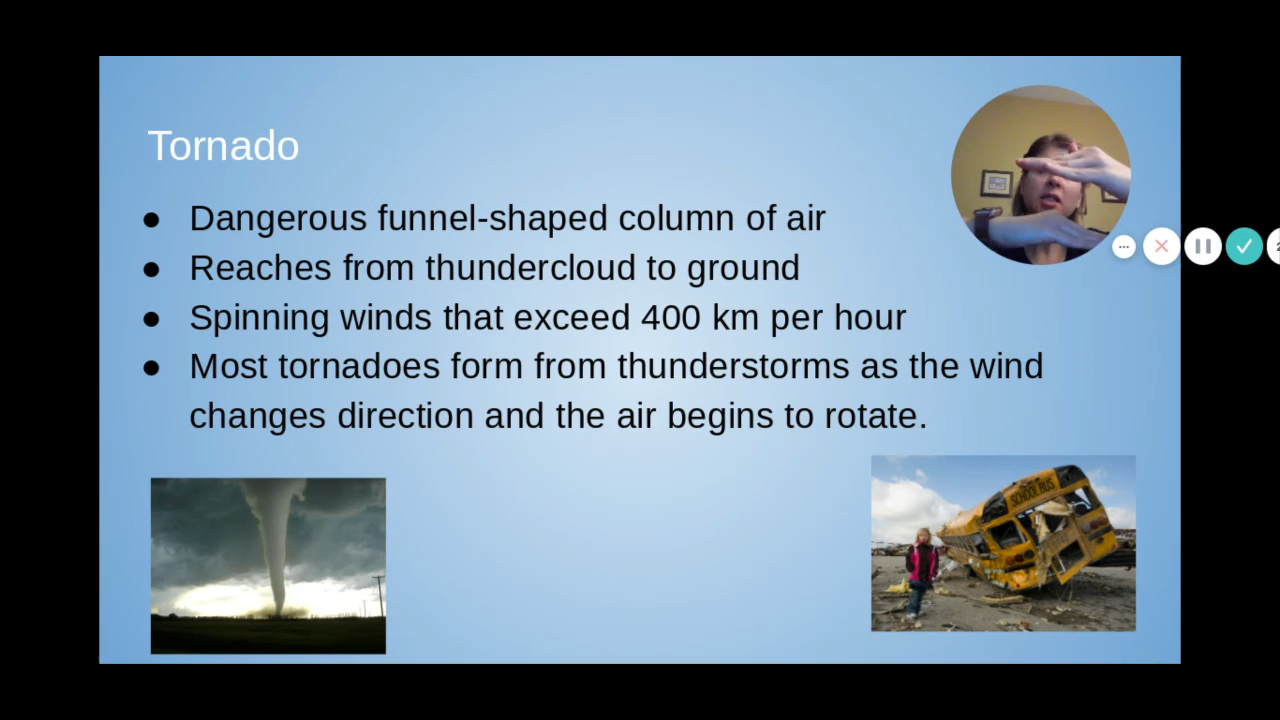 Tornado
● Dangerous funnel-shaped column of air
● Reaches from thundercloud to ground
● Spinning winds that exceed 400 km per hour
● Most tornadoes form from thunderstorms as the wind
changes direction and the air begins to rotate.
SCHOOL BUS